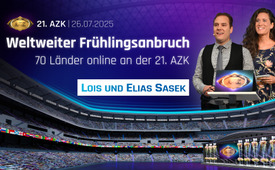 21. AZK | 26.07.2025
Weltweiter Frühlingsanbruch
70 Länder online an der 21. AZK
Lois und Elias Sasek